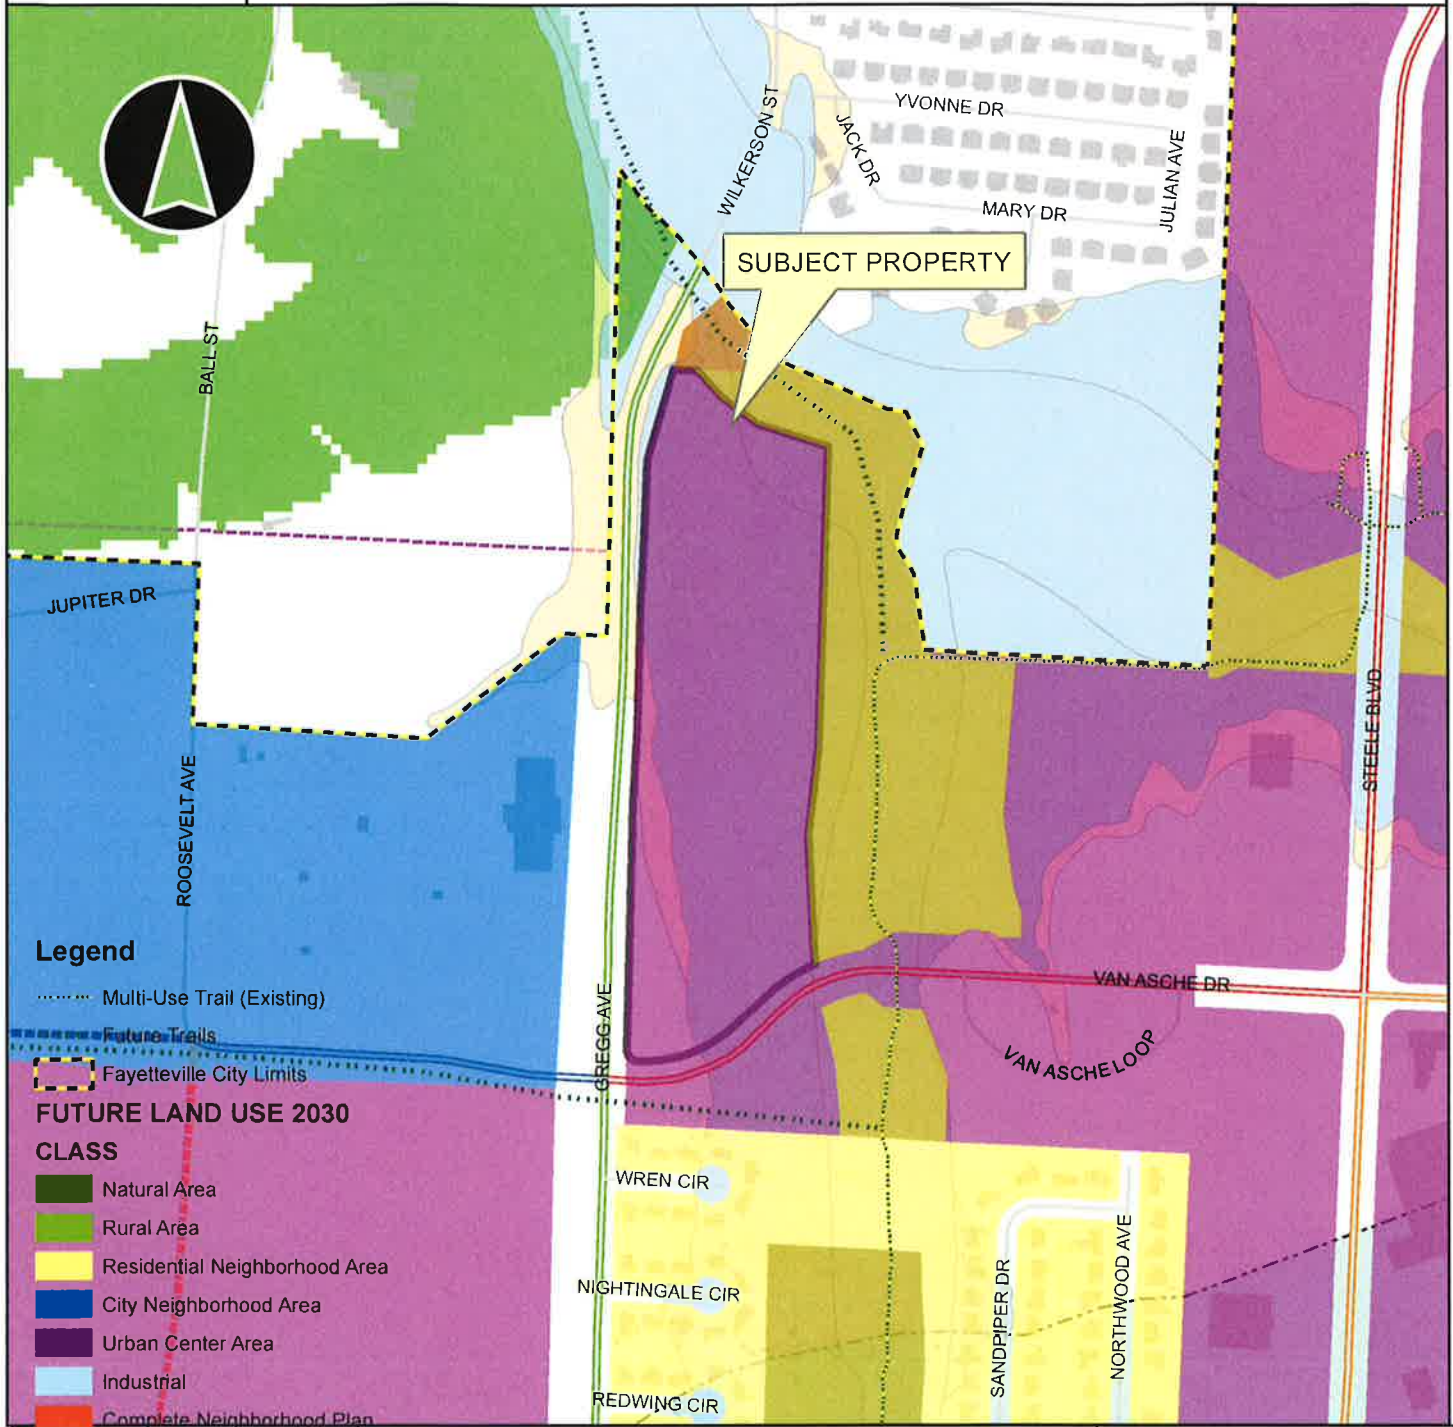 YVONNE DR
WILKERSON ST
JACK DR
JULIAN AVE
MARY DR
SUBJECT PROPERTY
BALL ST
JUPITER DR
STEELE BLVD
ROOSEVELT AVE
GREGG AVE
VAN ASCHE DR
VAN ASCHE LOOP
WREN CIR
NIGHTINGALE CIR
SANDPIPER DR
NORTHWOOD AVE
REDWING CIR
Legend
Multi-Use Trail (Existing)
Future Trails
Fayetteville City Limits
FUTURE LAND USE 2030
CLASS
Natural Area
Rural Area
Residential Neighborhood Area
City Neighborhood Area
Urban Center Area
Industrial
Complete Neighborhood Plan